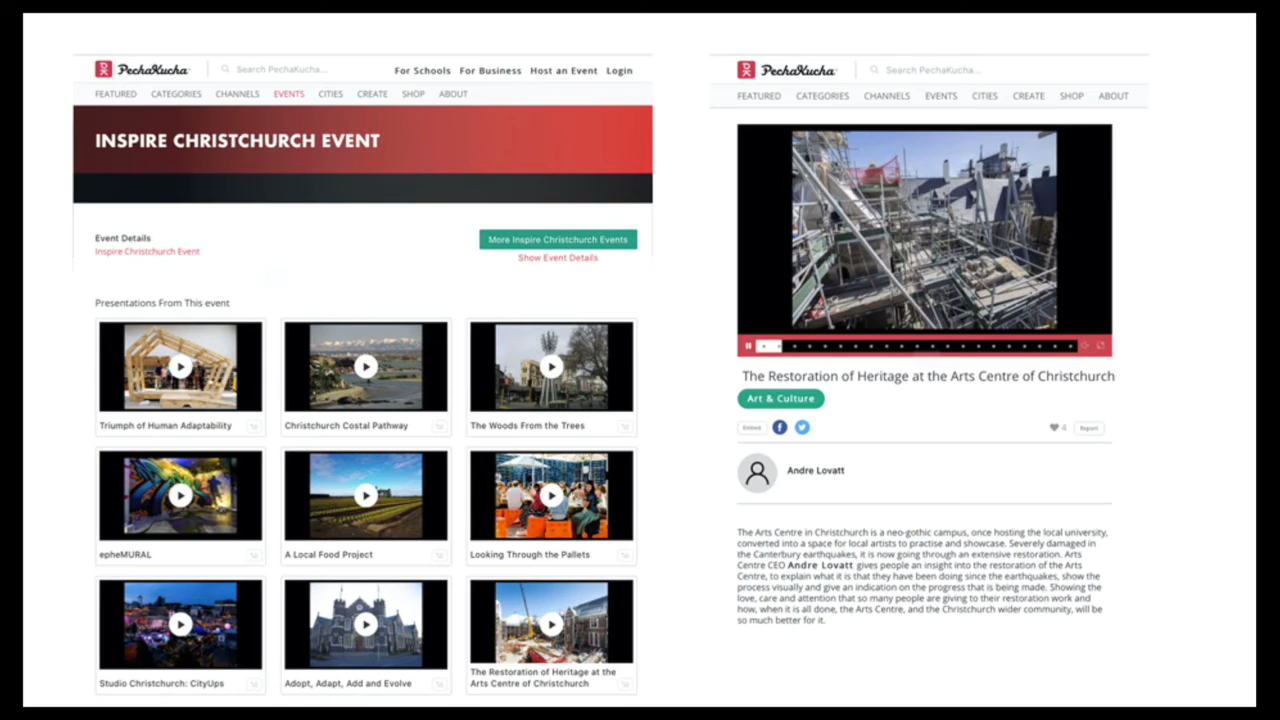 PechaKucha
Search PechaKucha...
For Schools For Business Host an Event Login
FEATURED CATEGORIES CHANNELS EVENTS CITIES CREATE SHOP ABOUT
INSPIRE CHRISTCHURCH EVENT
Event Details
Inspire Christchurch Event
More Inspire Christchurch Events
Show Event Details
Presentations From This event
Triumph of Human Adaptability
Christchurch Costal Pathway
The Woods From the Trees
epheMURAL
A Local Food Project
Looking Through the Pallets
Studio Christchurch: CityUps
Adopt, Adapt, Add and Evolve
The Restoration of Heritage at the
Arts Centre of Christchurch
PechaKucha
Search PechaKucha...
FEATURED CATEGORIES CHANNELS EVENTS CITIES CREATE SHOP ABOUT
The Restoration of Heritage at the Arts Centre of Christchurch
Art & Culture
Embed
4
Report
Andre Lovatt
The Arts Centre in Christchurch is a neo-gothic campus, once hosting the local university,
converted into a space for local artists to practise and showcase. Severely damaged in
the Canterbury earthquakes, it is now going through an extensive restoration. Arts
Centre CEO Andre Lovatt gives people an insight into the restoration of the Arts
Centre, to explain what it is that they have been doing since the earthquakes, show the
process visually and give an indication on the progress that is being made. Showing the
love, care and attention that so many people are giving to their restoration work and
how, when it is all done, the Arts Centre, and the Christchurch wider community, will be
so much better for it.